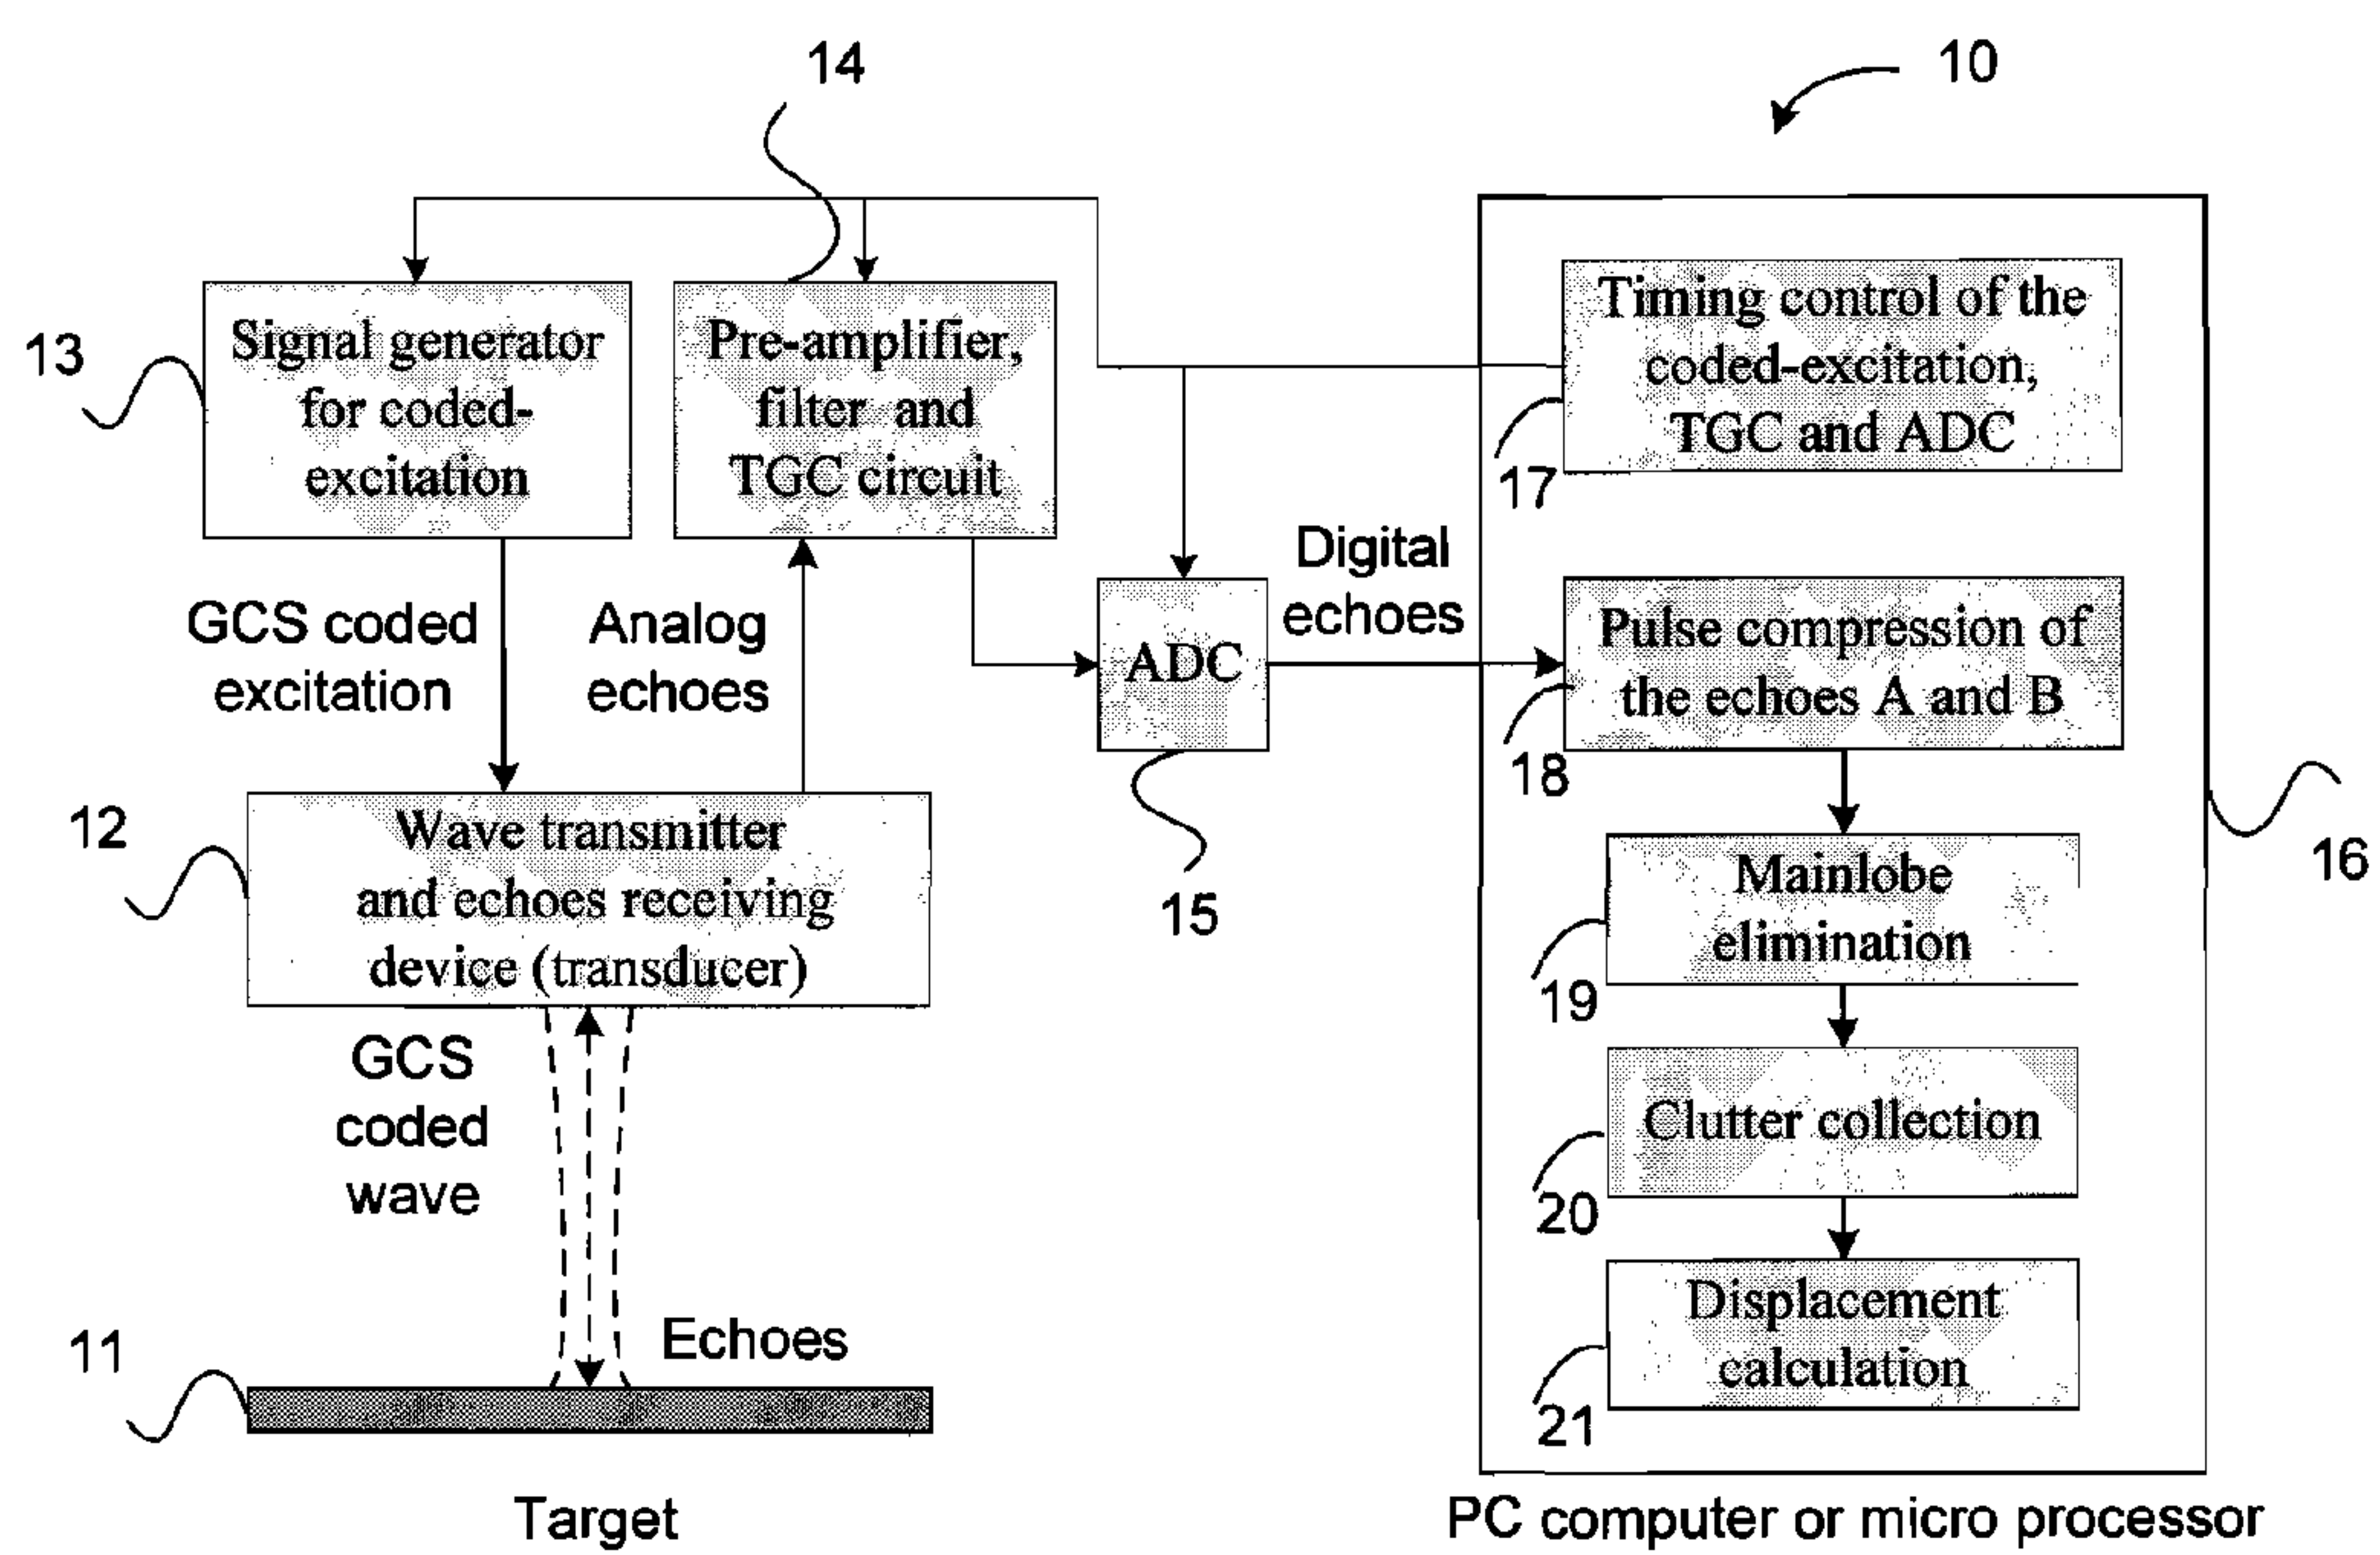 14
10
13
Signal generator
for coded-
excitation
Pre-amplifier,
filter and
TGC circuit
Timing control of the
coded-excitation,
TGC and ADC
17
GCS coded
excitation
Analog
echoes
ADC
15
Digital
echoes
Pulse compression of
the echoes A and B
18
16
12
Wave transmitter
and echoes receiving
device (transducer)
Mainlobe
elimination
19
GCS
coded
wave
Clutter collection
20
11
Echoes
Displacement
calculation
21
Target
PC computer or micro processor